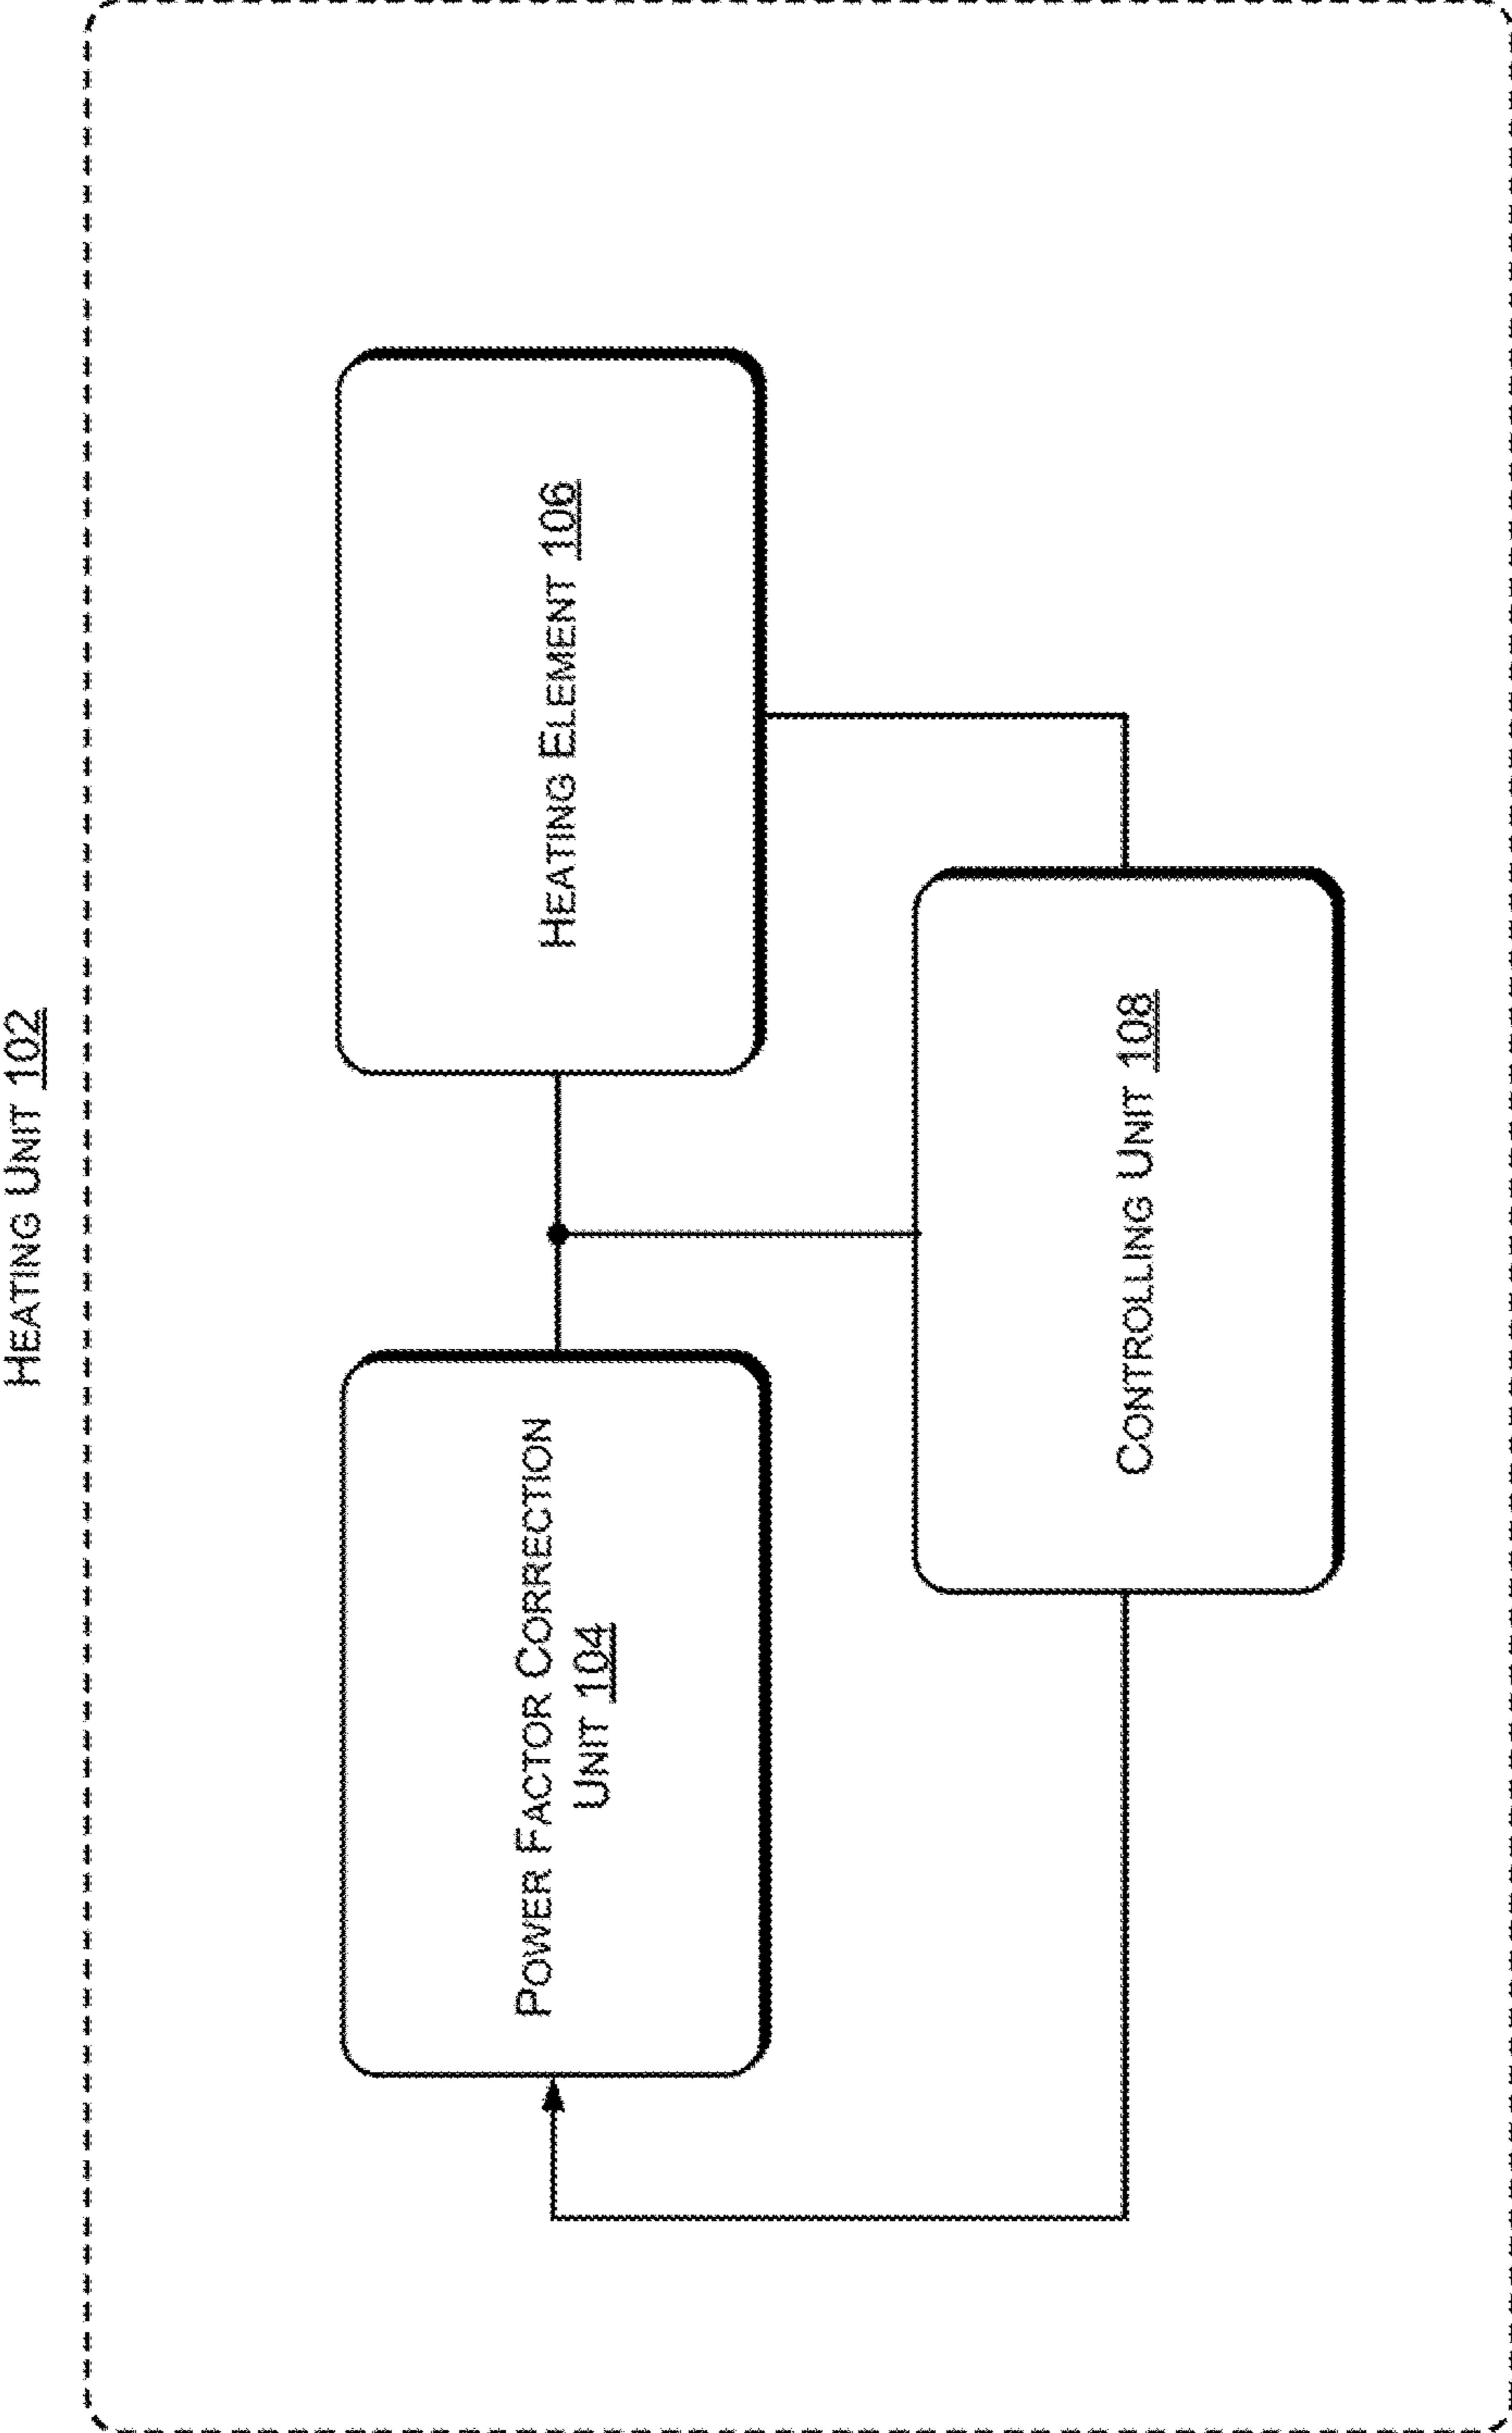 HEATING UNIT 102
POWER FACTOR CORRECTION
UNIT 104
HEATING ELEMENT 106
CONTROLLING UNIT 108